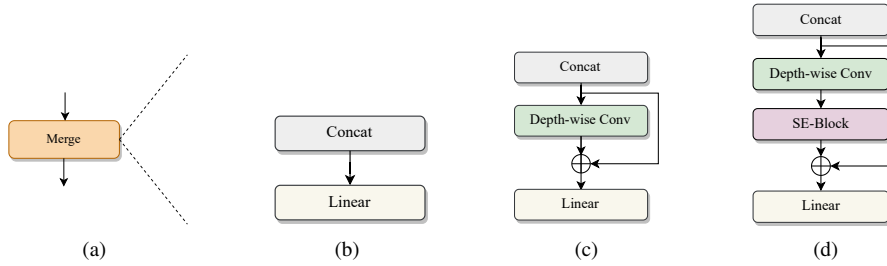 Merge
(a)
Concat
Linear
(b)
Concat
Depth-wise Conv
Linear
(c)
Concat
Depth-wise Conv
SE-Block
Linear
(d)